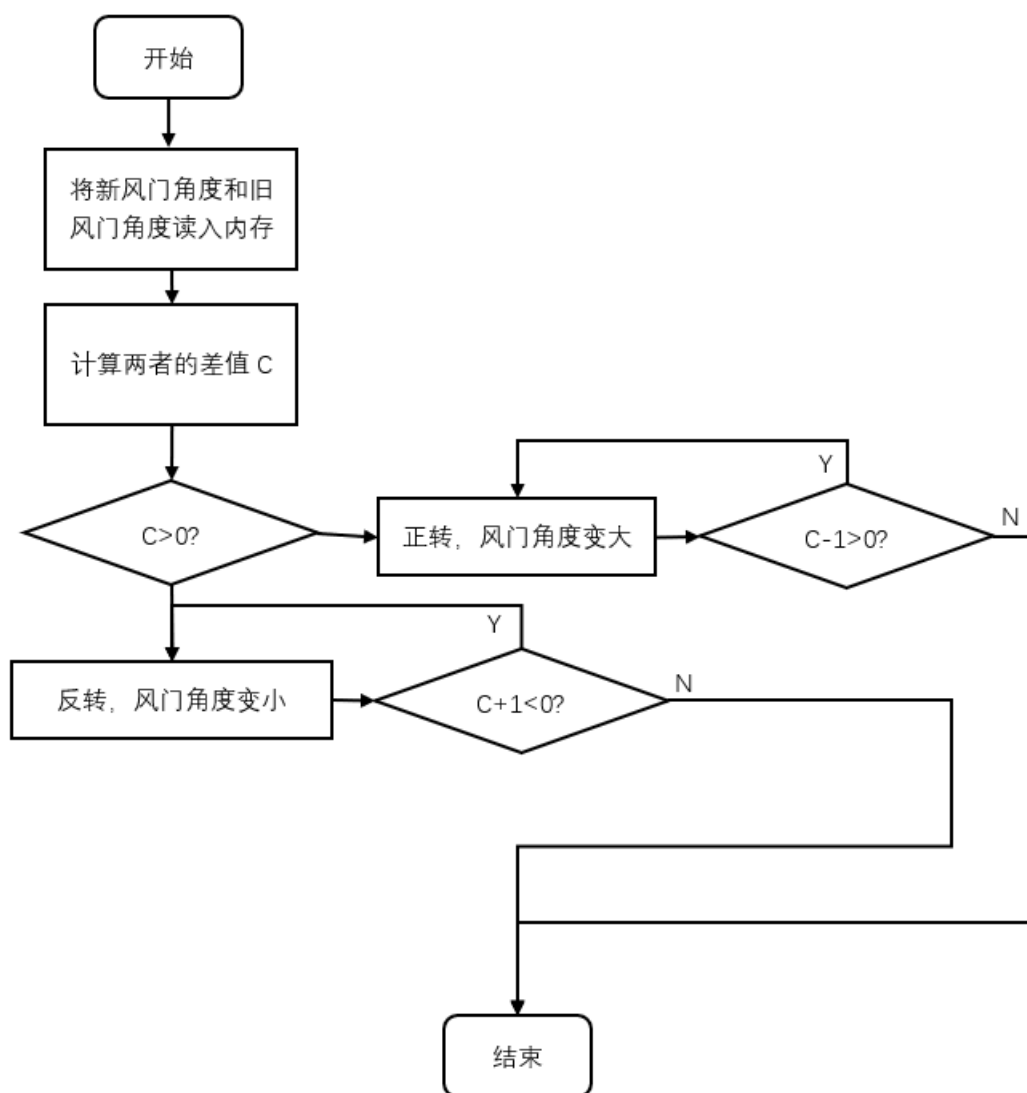 开始
将新风门角度和旧
风门角度读入内存
计算两者的差值 C
C>0?
正转，风门角度变大
C-1>0?
Y
N
反转，风门角度变小
C+1<0?
Y
N
结束